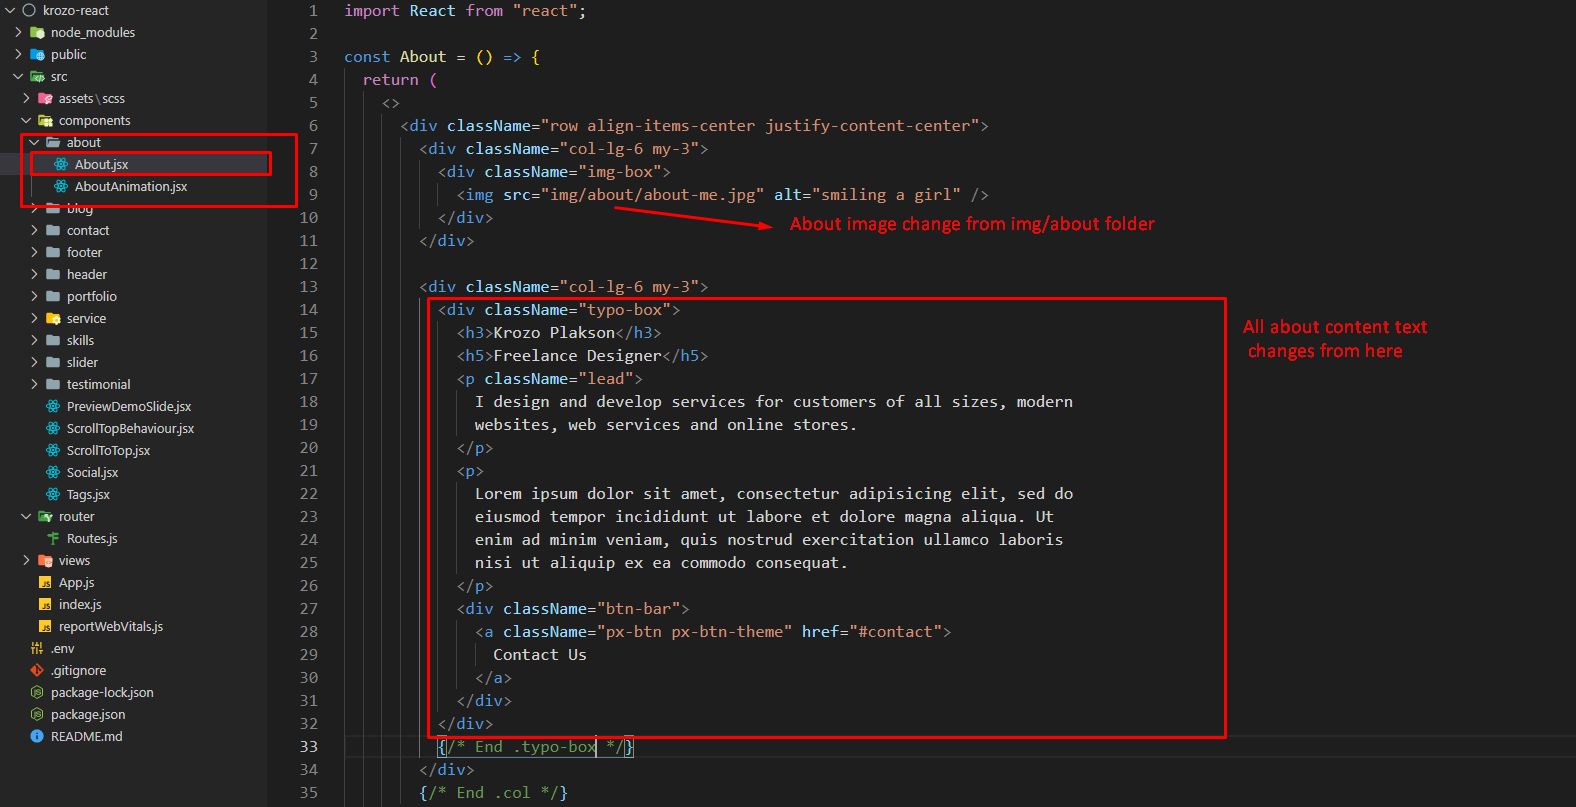 krozo-react
node_modules
public
src
assets\scss
components
about
About.jsx
AboutAnimation.jsx
blog
contact
footer
header
portfolio
service
skills
slider
testimonial
PreviewDemoSlide.jsx
ScrollTopBehaviour.jsx
ScrollToTop.jsx
Social.jsx
Tags.jsx
router
Routes.js
views
App.js
index.js
reportWebVitals.js
.env
.gitignore
package-lock.json
package.json
README.md
1 import React from "react";
2
3 const About = () => {
4 return (
5 <>
6 <div className="row align-items-center justify-content-center">
7 <div className="col-lg-6 my-3">
8 <div className="img-box">
9 <img src="img/about/about-me.jpg" alt="smiling a girl" />
10 </div>
About image change from img/about folder
11 </div>
12
13 <div className="col-lg-6 my-3">
14 <div className="typo-box">
15 <h3>Krozo Plakson</h3>
16 <h5>Freelance Designer</h5>
17 <p className="lead">
18 I design and develop services for customers of all sizes, modern
19 websites, web services and online stores.
20 </p>
21 <p>
22 Lorem ipsum dolor sit amet, consectetur adipisicing elit, sed do
23 eiusmod tempor incididunt ut labore et dolore magna aliqua. Ut
24 enim ad minim veniam, quis nostrud exercitation ullamco laboris
25 nisi ut aliquip ex ea commodo consequat.
26 </p>
27 <div className="btn-bar">
28 <a className="px-btn px-btn-theme" href="#contact">
29 Contact Us
30 </a>
31 </div>
32 </div>
33 {/* End .typo-box */}
34 </div>
35 {/* End .col */}
All about content text
changes from here